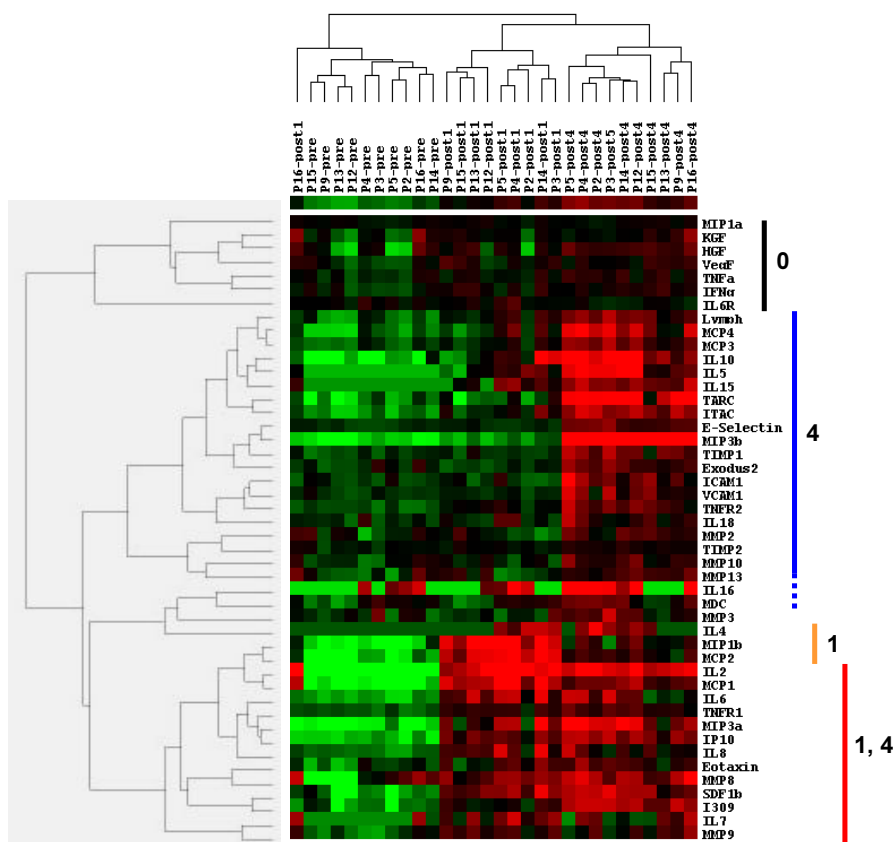 P16-post1
P15-pre
P9-pre
P13-pre
P12-pre
P4-pre
P3-pre
P5-pre
P2-pre
P16-pre
P14-pre
P9-post1
P15-post1
P13-post1
P12-post1
P5-post1
P4-post1
P2-post1
P14-post1
P3-post1
P5-post4
P4-post4
P2-post4
P3-post5
P14-post4
P12-post4
P15-post4
P13-post4
P9-post4
P16-post4
MIP1a
KGF
HGF
VegF
TNFa
IFNα
IL6R
0
Lymph
MCP4
MCP3
IL10
IL5
IL15
TARC
ITAC
E-Selectin
MIP3b
4
TIMP1
Exodus2
ICAM1
VCAM1
TNFR2
IL18
MMP2
TIMP2
MMP10
MMP13
IL16
MDC
MMP3
IL4
MIP1b
1
MCP2
IL2
MCP1
IL6
TNFR1
MIP3a
IP10
IL8
1, 4
Eotaxin
MMP8
SDF1b
I309
IL7
MMP9